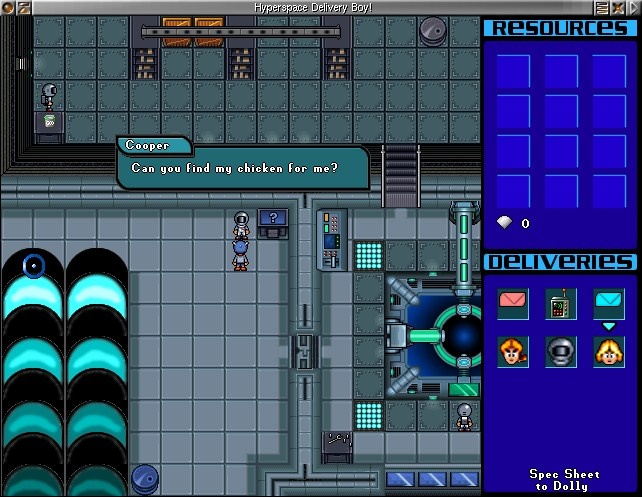 Hyperspace Delivery Boy!
RESOURCES
Cooper
Can you find my chicken for me?
?
0
DELIVERIES
Spec Sheet
to Dolly